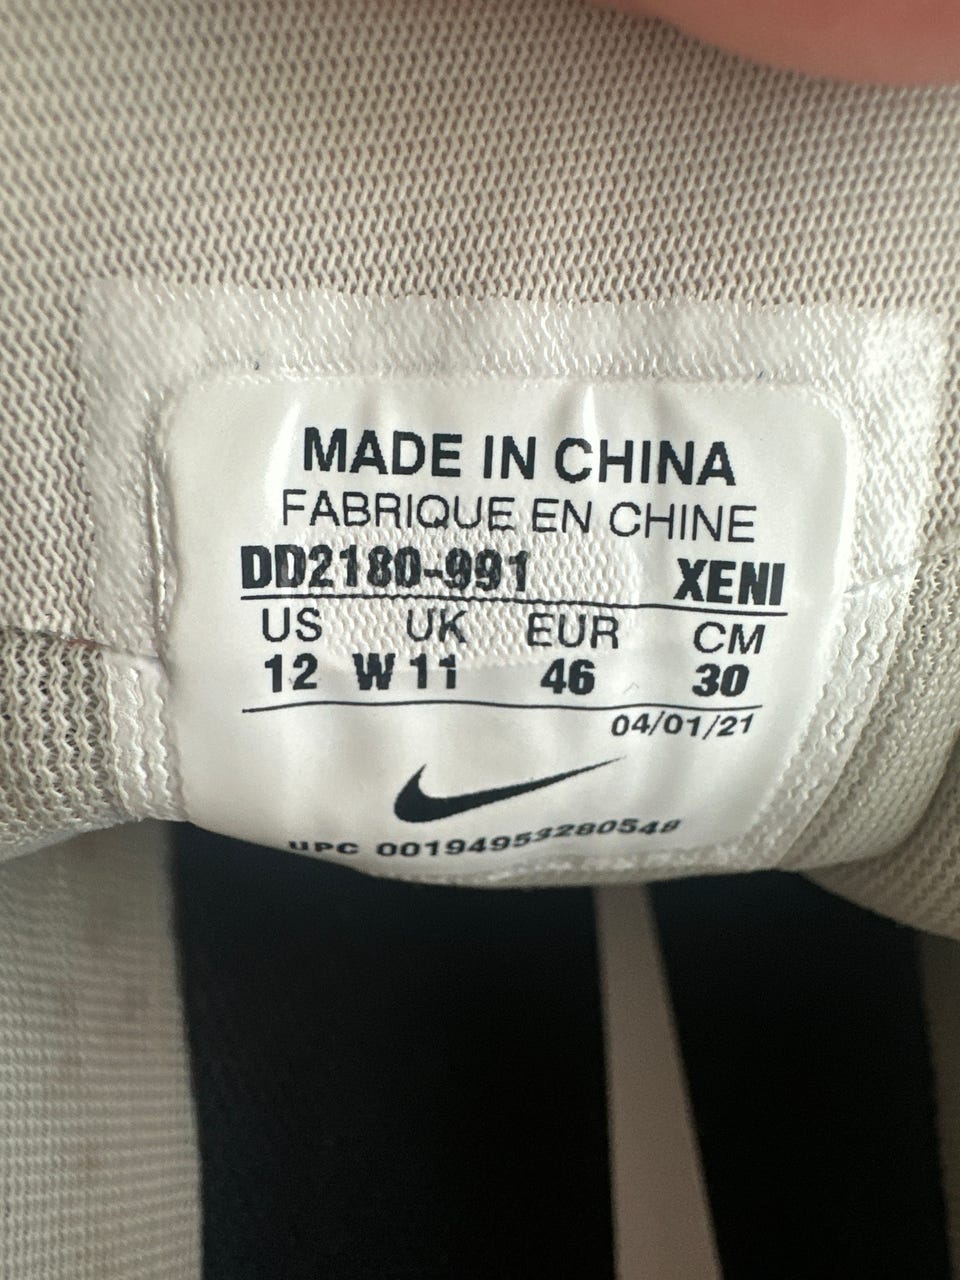 MADE IN CHINA
FABRIQUE EN CHINE
DD2180-991 XENI
US UK EUR CM
12 W 11 46 30
04/01/21
UPC 00194953280548